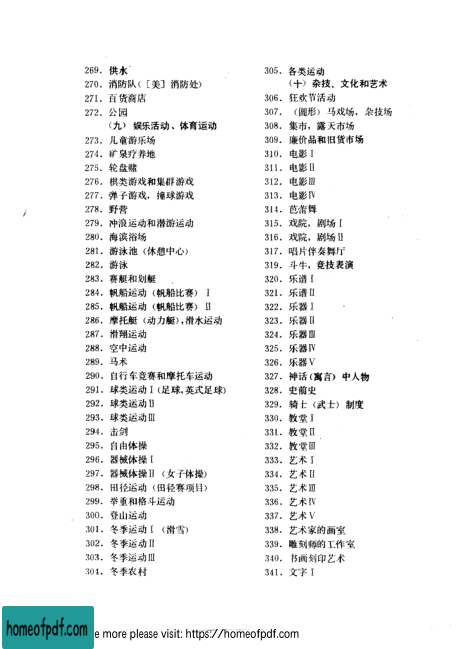 269. 供水
270. 消防队(〔美〕消防处)
271. 百货商店
272. 公园
(九) 娱乐活动、体育运动
273. 儿童游乐场
274. 矿泉疗养地
275. 轮盘赌
276. 棋类游戏和集群游戏
277. 弹子游戏，撞球游戏
278. 野营
279. 冲浪运动和潜游运动
280. 海滨浴场
281. 游泳池 (休憩中心)
282. 游泳
283. 赛艇和划艇
284. 帆船运动 (帆船比赛) Ⅰ
285. 帆船运动 (帆船比赛) Ⅱ
286. 摩托艇 (动力艇)，滑水运动
287. 滑翔运动
288. 空中运动
289. 马术
290. 自行车竞赛和摩托车运动
291. 球类运动Ⅰ(足球，英式足球)
292. 球类运动Ⅱ
293. 球类运动Ⅲ
294. 击剑
295. 自由体操
296. 器械体操Ⅰ
297. 器械体操Ⅱ (女子体操)
298. 田径运动 (田径赛项目)
299. 举重和格斗运动
300. 登山运动
301. 冬季运动Ⅰ (滑雪)
302. 冬季运动Ⅱ
303. 冬季运动Ⅲ
304. 冬季农村
305. 各类运动
(十) 杂技、文化和艺术
306. 狂欢节活动
307. (圆形) 马戏场，杂技场
308. 集市，露天市场
309. 廉价品和旧货市场
310. 电影Ⅰ
311. 电影Ⅱ
312. 电影Ⅲ
313. 电影Ⅳ
314. 芭蕾舞
315. 戏院，剧场Ⅰ
316. 戏院，剧场Ⅱ
317. 唱片伴奏舞厅
318. 夜总会
319. 斗牛，竞技表演
320. 乐谱Ⅰ
321. 乐谱Ⅱ
322. 乐器Ⅰ
323. 乐器Ⅱ
324. 乐器Ⅲ
325. 乐器Ⅳ
326. 乐器Ⅴ
327. 神话(寓言) 中人物
328. 史前史
329. 骑士 (武士) 制度
330. 教堂Ⅰ
331. 教堂Ⅱ
332. 教堂Ⅲ
333. 艺术Ⅰ
334. 艺术Ⅱ
335. 艺术Ⅲ
336. 艺术Ⅳ
337. 艺术Ⅴ
338. 艺术家的画室
339. 雕刻师的工作室
340. 书画刻印艺术
341. 文字Ⅰ
homeofpdf.com
e more please visit: https://homeofpdf.com